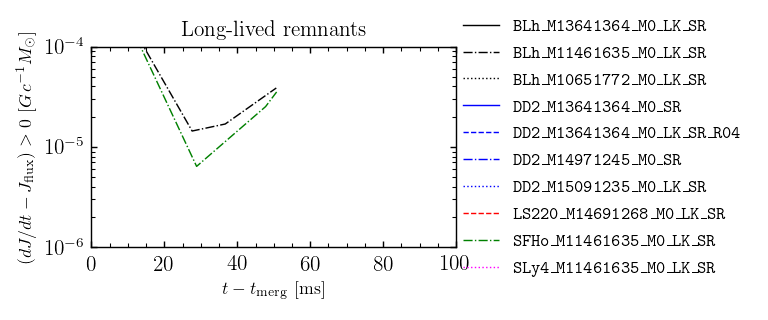 Long-lived remnants
(dJ/dt − J_flux) > 0 [G c⁻¹ M_⊙]
10⁻⁴
10⁻⁵
10⁻⁶
0 20 40 60 80 100
t − t_merg [ms]
BLh_M13641364_M0_LK_SR
BLh_M11461635_M0_LK_SR
BLh_M10651772_M0_LK_SR
DD2_M13641364_M0_SR
DD2_M13641364_M0_LK_SR_R04
DD2_M14971245_M0_SR
DD2_M15091235_M0_LK_SR
LS220_M14691268_M0_LK_SR
SFHo_M11461635_M0_LK_SR
SLy4_M11461635_M0_LK_SR